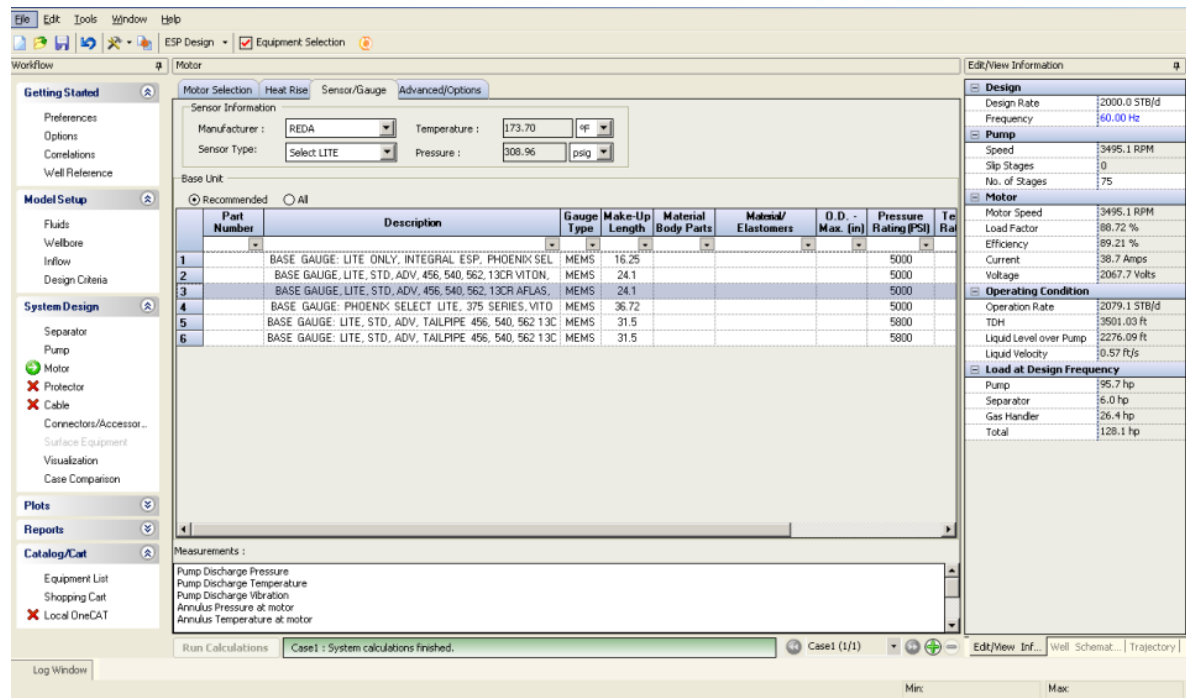 File Edit Tools Window Help
ESP Design Equipment Selection
Workflow
Getting Started
Preferences
Options
Correlations
Well Reference
Model Setup
Fluids
Wellbore
Inflow
Design Criteria
System Design
Separator
Pump
Motor
Protector
Cable
Connectors/Accessor...
Surface Equipment
Visualization
Case Comparison
Plots
Reports
Catalog/Cart
Equipment List
Shopping Cart
Local OneCAT
Motor
Motor Selection Heat Rise Sensor/Gauge Advanced/Options
Sensor Information
Manufacturer : REDA Temperature : 173.70 ºF
Sensor Type: Select LITE Pressure : 308.96 psig
Base Unit
Recommended All
Part Number Description Gauge Type Make-Up Length Material Body Parts Material/ Elastomers O.D. - Max. (in) Pressure Rating (PSI) Te Rat
1 BASE GAUGE: LITE ONLY, INTEGRAL ESP, PHOENIX SEL MEMS 16.25 5000
2 BASE GAUGE, LITE, STD, ADV, 456, 540, 562, 13CR VITON, MEMS 24.1 5000
3 BASE GAUGE, LITE, STD, ADV, 456, 540, 562, 13CR AFLAS, MEMS 24.1 5000
4 BASE GAUGE: PHOENIX SELECT LITE, 375 SERIES, VITO MEMS 36.72 5000
5 BASE GAUGE: LITE, STD, ADV, TAILPIPE 456, 540, 562 13C MEMS 31.5 5800
6 BASE GAUGE: LITE, STD, ADV, TAILPIPE 456, 540, 562 13C MEMS 31.5 5800
Measurements :
Pump Discharge Pressure
Pump Discharge Temperature
Pump Discharge Vibration
Annulus Pressure at motor
Annulus Temperature at motor
Run Calculations Case1 : System calculations finished. Case1 (1/1)
Edit/View Information
Design
Design Rate 2000.0 STB/d
Frequency 60.00 Hz
Pump
Speed 3495.1 RPM
Slip Stages 0
No. of Stages 75
Motor
Motor Speed 3495.1 RPM
Load Factor 88.72 %
Efficiency 89.21 %
Current 38.7 Amps
Voltage 2067.7 Volts
Operating Condition
Operation Rate 2079.1 STB/d
TDH 3501.03 ft
Liquid Level over Pump 2276.09 ft
Liquid Velocity 0.57 ft/s
Load at Design Frequency
Pump 95.7 hp
Separator 6.0 hp
Gas Handler 26.4 hp
Total 128.1 hp
Edit/View Inf... Well Schemat... Trajectory
Log Window
Min: Max: